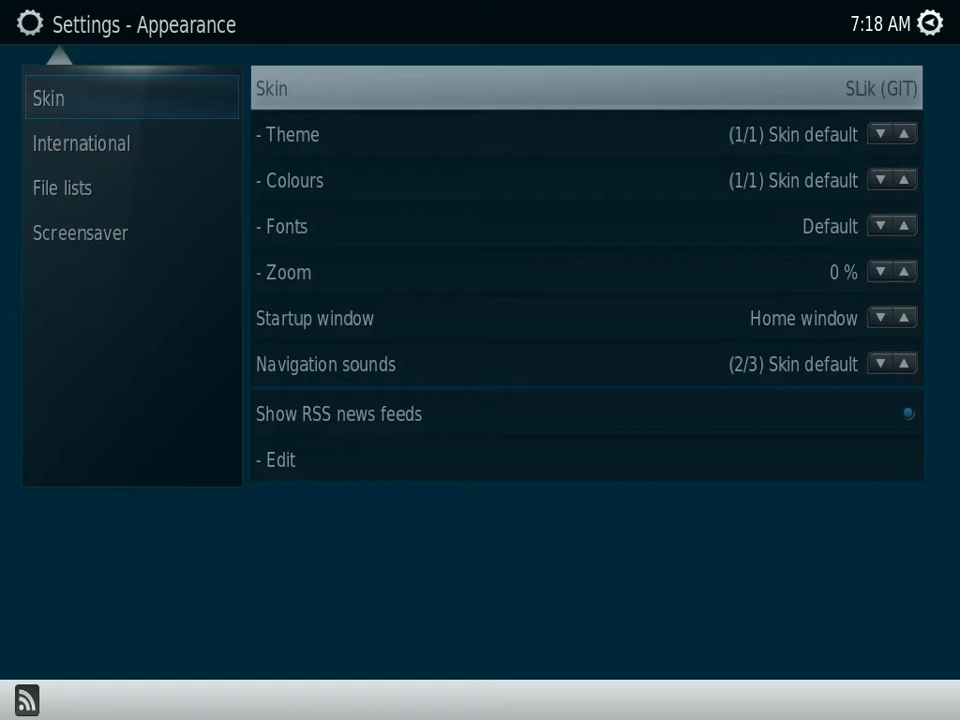 Settings - Appearance
7:18 AM
Skin
International
File lists
Screensaver
Skin SLik (GIT)
- Theme (1/1) Skin default
- Colours (1/1) Skin default
- Fonts Default
- Zoom 0 %
Startup window Home window
Navigation sounds (2/3) Skin default
Show RSS news feeds
- Edit